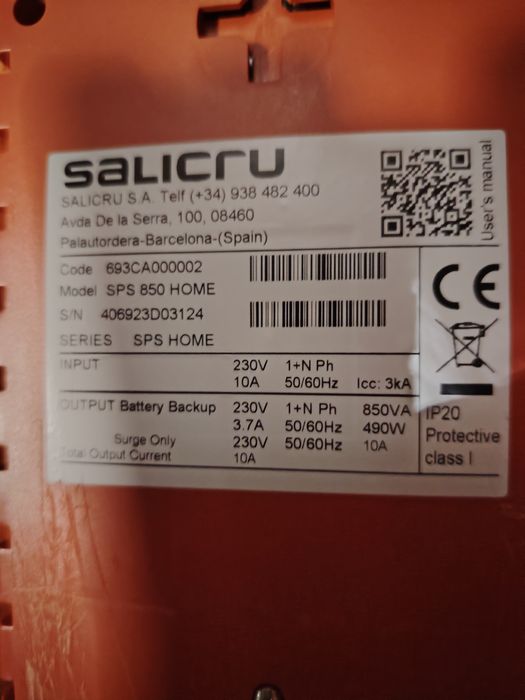 SALICRU
SALICRU S.A. Telf (+34) 938 482 400
Avda De la Serra, 100, 08460
Palautordera-Barcelona-(Spain)
User's manual
Code 693CA000002
Model SPS 850 HOME
S/N 406923D03124
SERIES SPS HOME
CE
INPUT 230V 1+N Ph
10A 50/60Hz Icc: 3kA
OUTPUT Battery Backup 230V 1+N Ph 850VA
3.7A 50/60Hz 490W
Surge Only 230V 50/60Hz 10A
Total Output Current 10A
IP20
Protective
class I